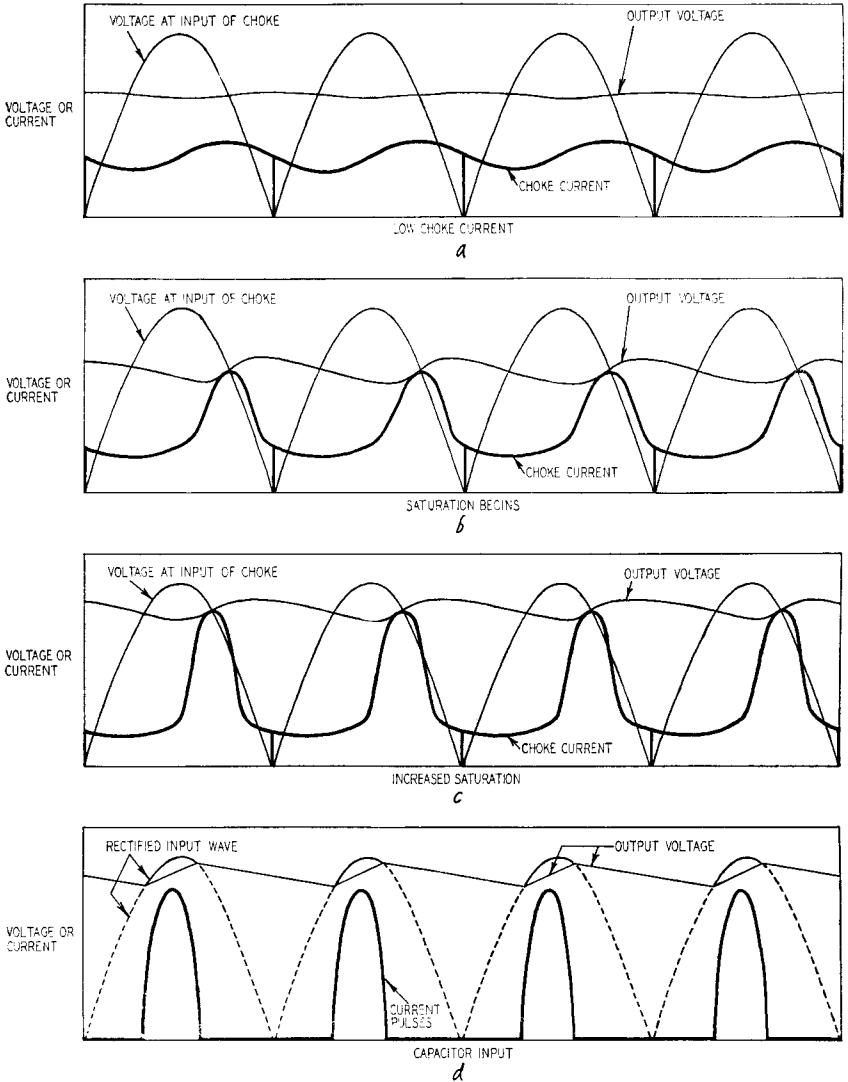 VOLTAGE AT INPUT OF CHOKE
OUTPUT VOLTAGE
VOLTAGE OR
CURRENT
CHOKE CURRENT
LOW CHOKE CURRENT
a
VOLTAGE AT INPUT OF CHOKE
OUTPUT VOLTAGE
VOLTAGE OR
CURRENT
CHOKE CURRENT
SATURATION BEGINS
b
VOLTAGE AT INPUT OF CHOKE
OUTPUT VOLTAGE
VOLTAGE OR
CURRENT
CHOKE CURRENT
INCREASED SATURATION
c
RECTIFIED INPUT WAVE
OUTPUT VOLTAGE
VOLTAGE OR
CURRENT
CURRENT
PULSES
CAPACITOR INPUT
d